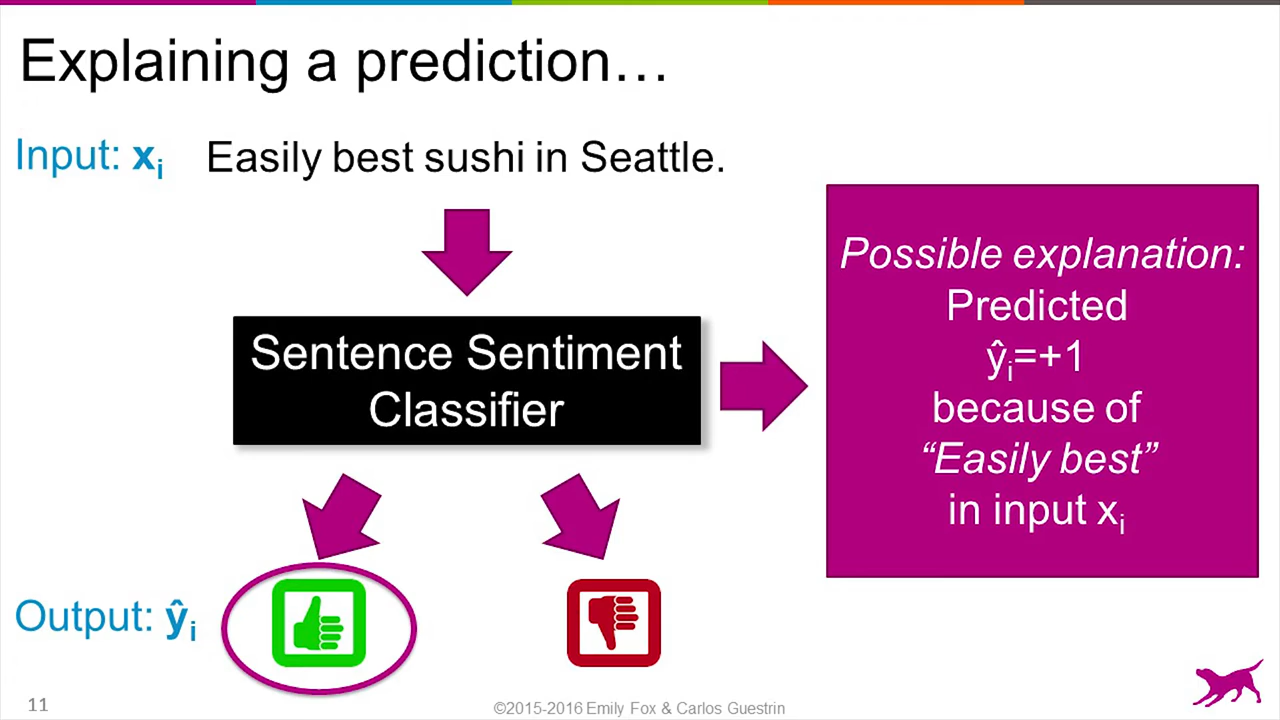 Explaining a prediction…
Input: xᵢ Easily best sushi in Seattle.
Sentence Sentiment
Classifier
Possible explanation:
Predicted
ŷᵢ=+1
because of
“Easily best”
in input xᵢ
Output: ŷᵢ
11
©2015-2016 Emily Fox & Carlos Guestrin